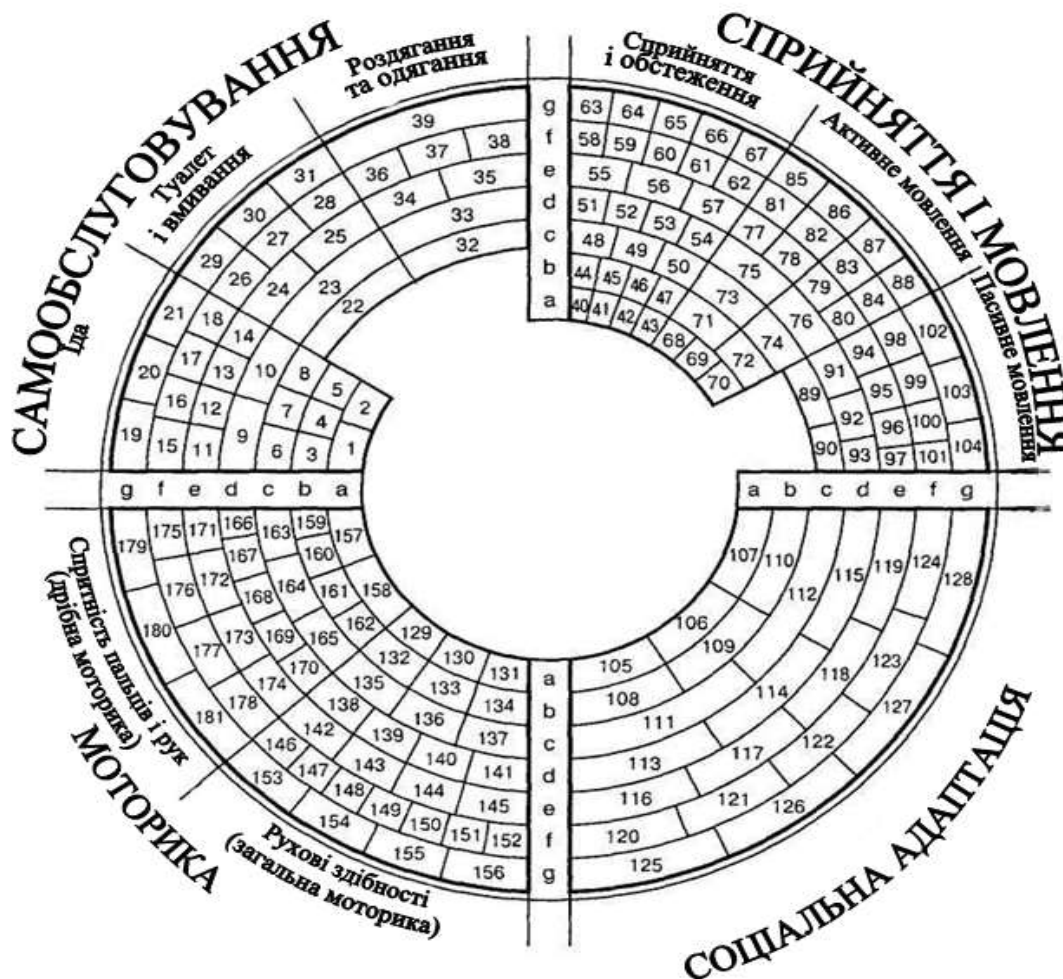 САМООБСЛУГОВУВАННЯ
Роздягання
та одягання
39
36 37 38
34 35
33
32
Туалет
і вмивання
29 30 31
26 27 28
24 25
23
22
Їда
19 20 21
15 16 17 18
11 12 13 14
9 10
6 7 8
3 4 5
1 2
g
f
e
d
c
b
a
СПРИЙНЯТТЯ І МОВЛЕННЯ
Сприйняття
і обстеження
63 64 65 66 67
58 59 60 61 62
55 56 57
51 52 53 54
48 49 50
44 45 46 47
40 41 42 43
Активне мовлення
85 86 87 88
81 82 83 84
77 78 79 80
75 76
73 74
71 72
68 69 70
Пасивне мовлення
102 103 104
98 99 100 101
94 95 96 97
91 92 93
89 90
g f e d c b a
a b c d e f g
МОТОРИКА
Спритність пальців і рук
(дрібна моторика)
179 180 181
175 176 177 178
171 172 173 174
166 167 168 169 170
163 164 165
159 160 161 162
157 158
Рухові здібності
(загальна моторика)
129 130 131
132 133 134
135 136 137
138 139 140 141
142 143 144 145
146 147 148 149 150 151 152
153 154 155 156
a
b
c
d
e
f
g
СОЦІАЛЬНА АДАПТАЦІЯ
105 106 107
108 109 110
111 112
113 114 115
116 117 118 119
120 121 122 123 124
125 126 127 128